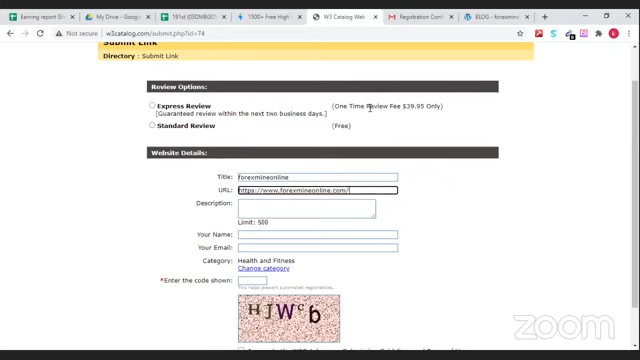 Earning report Sh
My Drive - Goog
191st (03DMB00
1500+ Free High
W3 Catalog Web
Registration Conf
BLOG - forexmine
Not secure
w3catalog.com/submit.php?id=74
Submit Link
Directory: Submit Link
Review Options:
Express Review (One Time Review Fee $39.95 Only)
[Guaranteed review within the next two business days.]
Standard Review (Free)
Website Details:
Title: forexmineonline
URL: https://www.forexmineonline.com/
Description:
Limit: 500
Your Name:
Your Email:
Category: Health and Fitness
Change category
*Enter the code shown:
This helps prevent automated registrations.
H J W c b
zoom